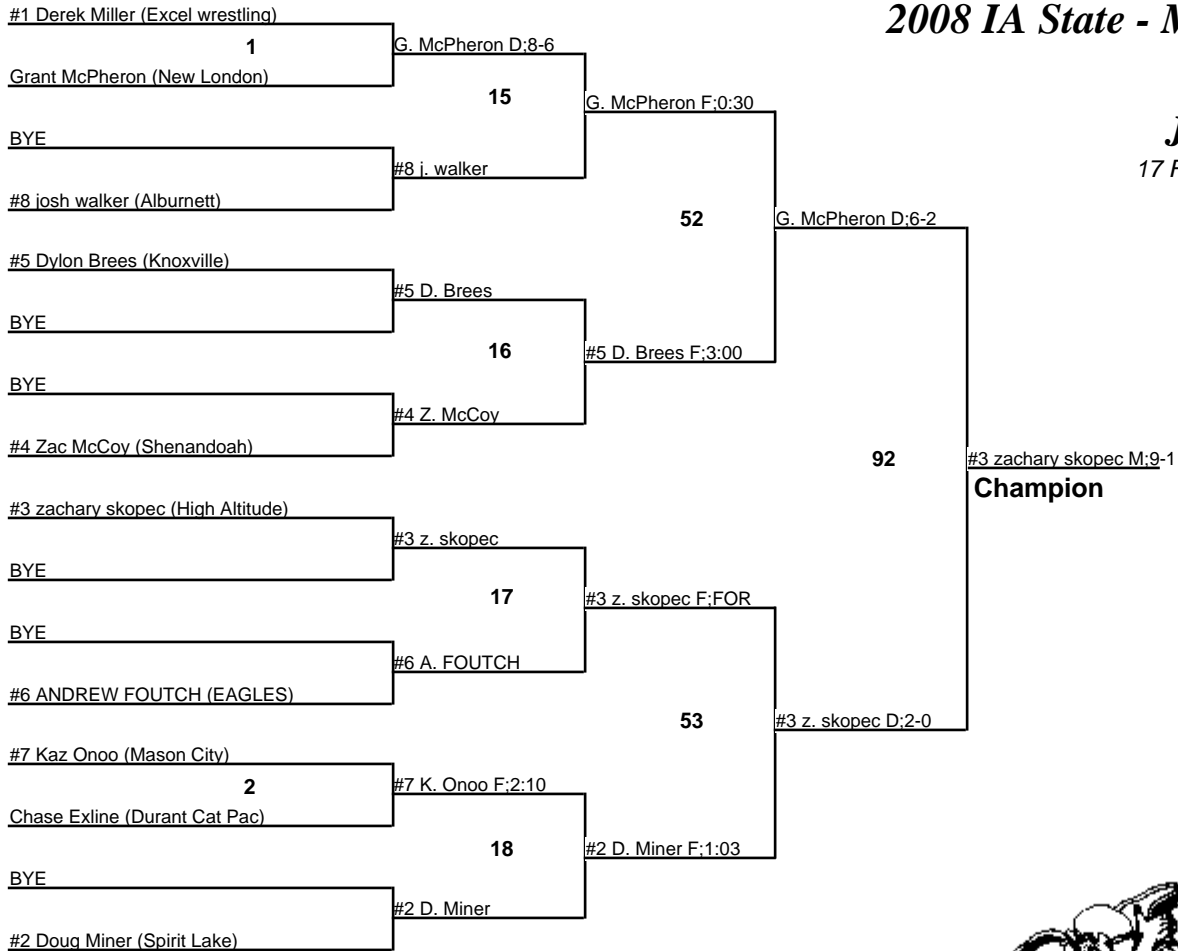 #1 Derek Miller (Excel wrestling)
2008 IA State - M
1
G. McPheron D;8-6
Grant McPheron (New London)
15
G. McPheron F;0:30
BYE
J
#8 j. walker
17 F
#8 josh walker (Alburnett)
52
G. McPheron D;6-2
#5 Dylon Brees (Knoxville)
#5 D. Brees
BYE
16
#5 D. Brees F;3:00
BYE
#4 Z. McCoy
#4 Zac McCoy (Shenandoah)
92
#3 zachary skopec M;9-1
Champion
#3 zachary skopec (High Altitude)
#3 z. skopec
BYE
17
#3 z. skopec F;FOR
BYE
#6 A. FOUTCH
#6 ANDREW FOUTCH (EAGLES)
53
#3 z. skopec D;2-0
#7 Kaz Onoo (Mason City)
2
#7 K. Onoo F;2:10
Chase Exline (Durant Cat Pac)
18
#2 D. Miner F;1:03
BYE
#2 D. Miner
#2 Doug Miner (Spirit Lake)